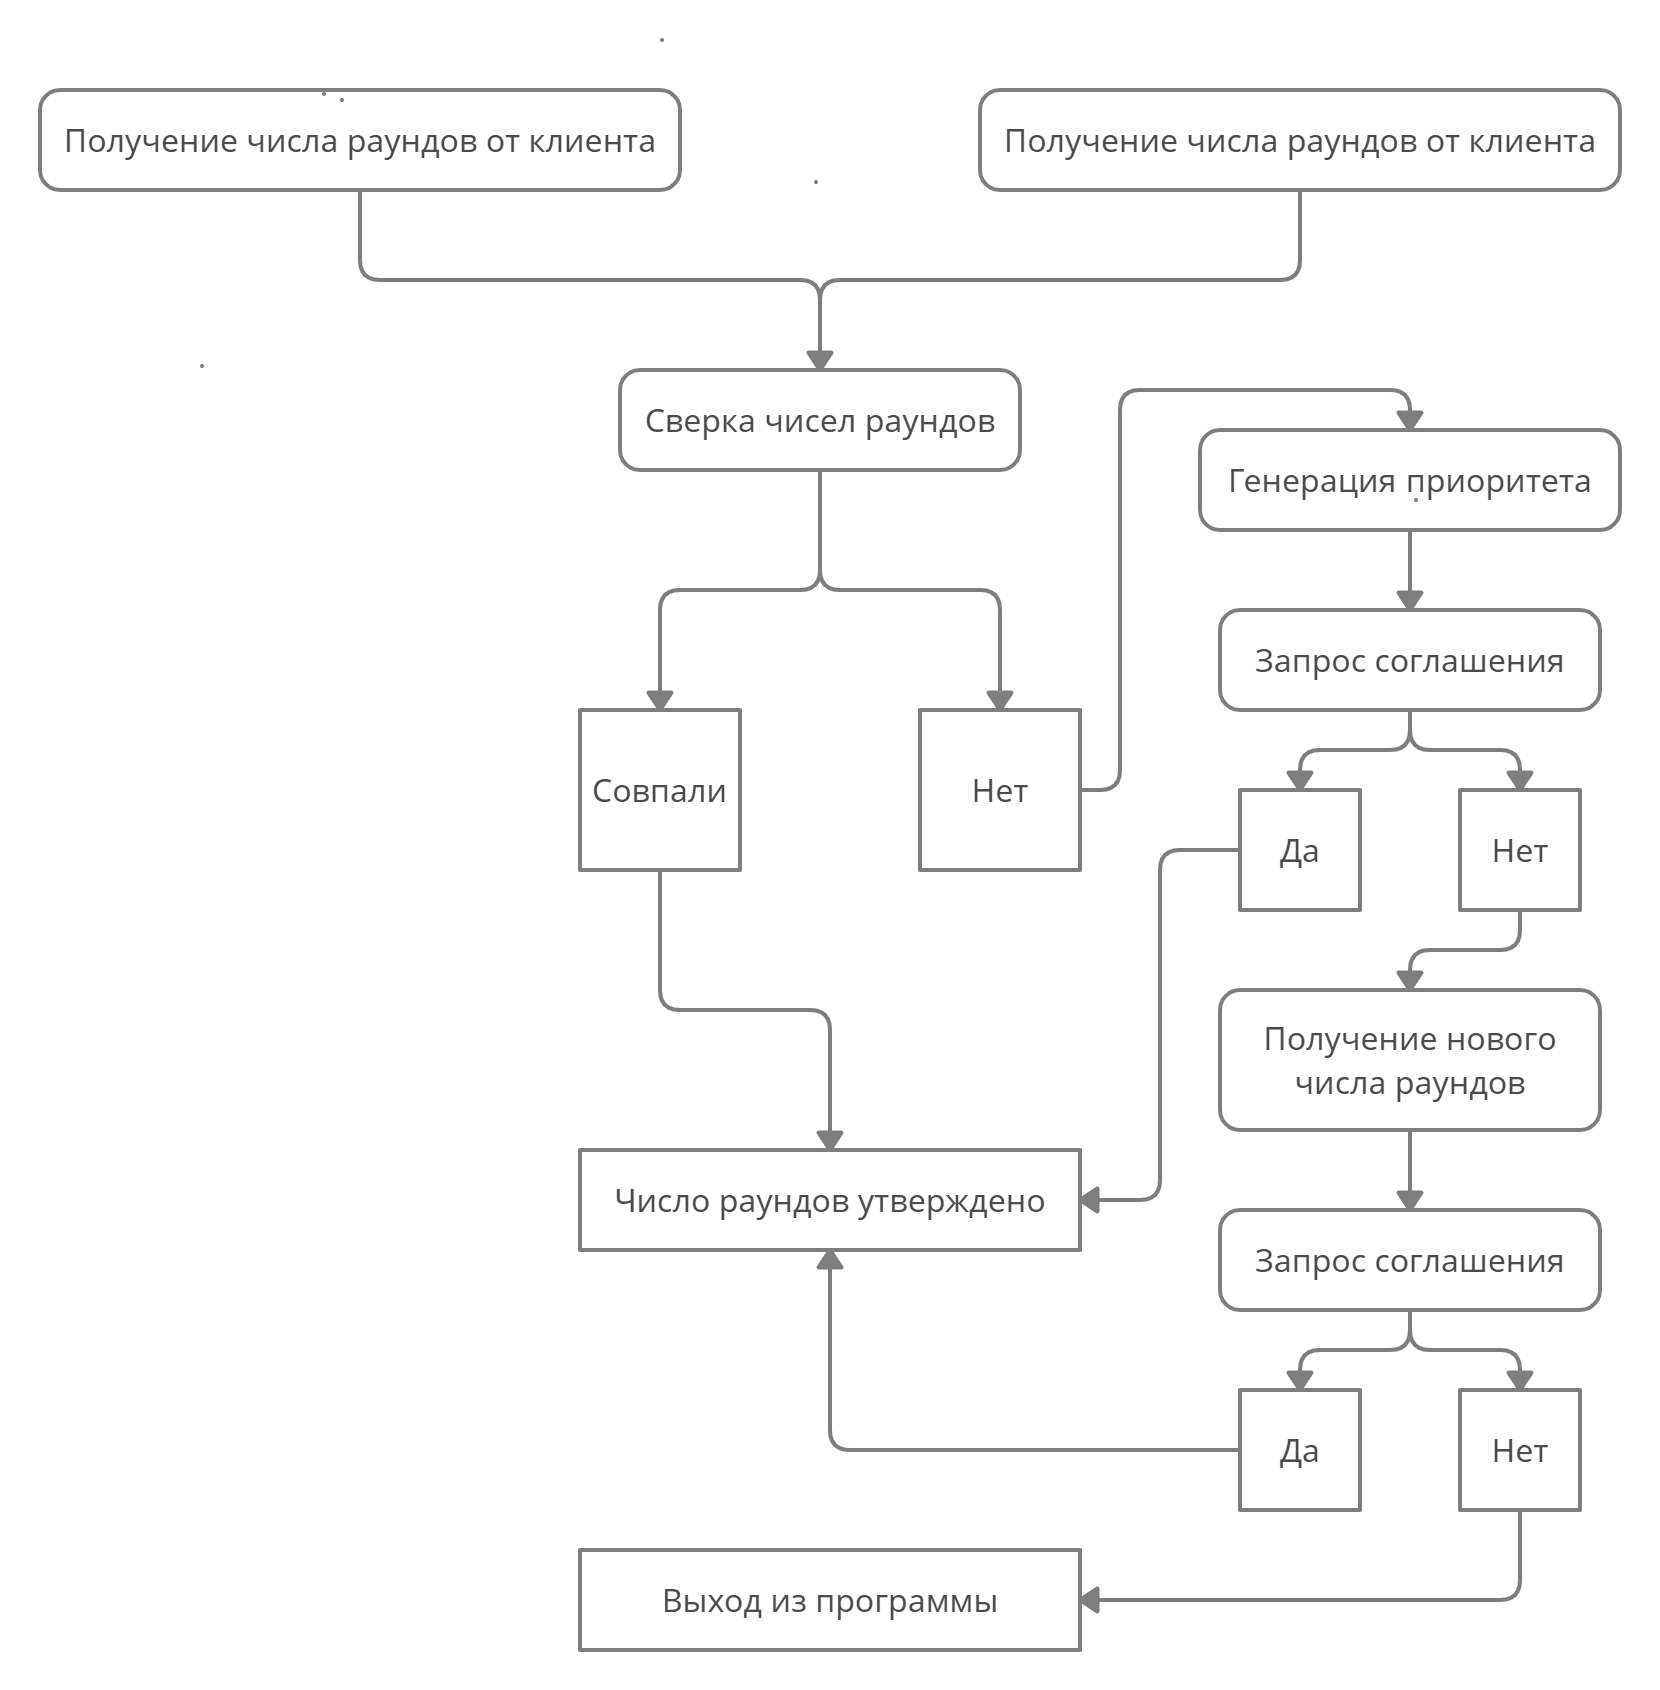 Получение числа раундов от клиента
Получение числа раундов от клиента
Сверка чисел раундов
Генерация приоритета
Запрос соглашения
Совпали
Нет
Да
Нет
Получение нового
числа раундов
Число раундов утверждено
Запрос соглашения
Да
Нет
Выход из программы